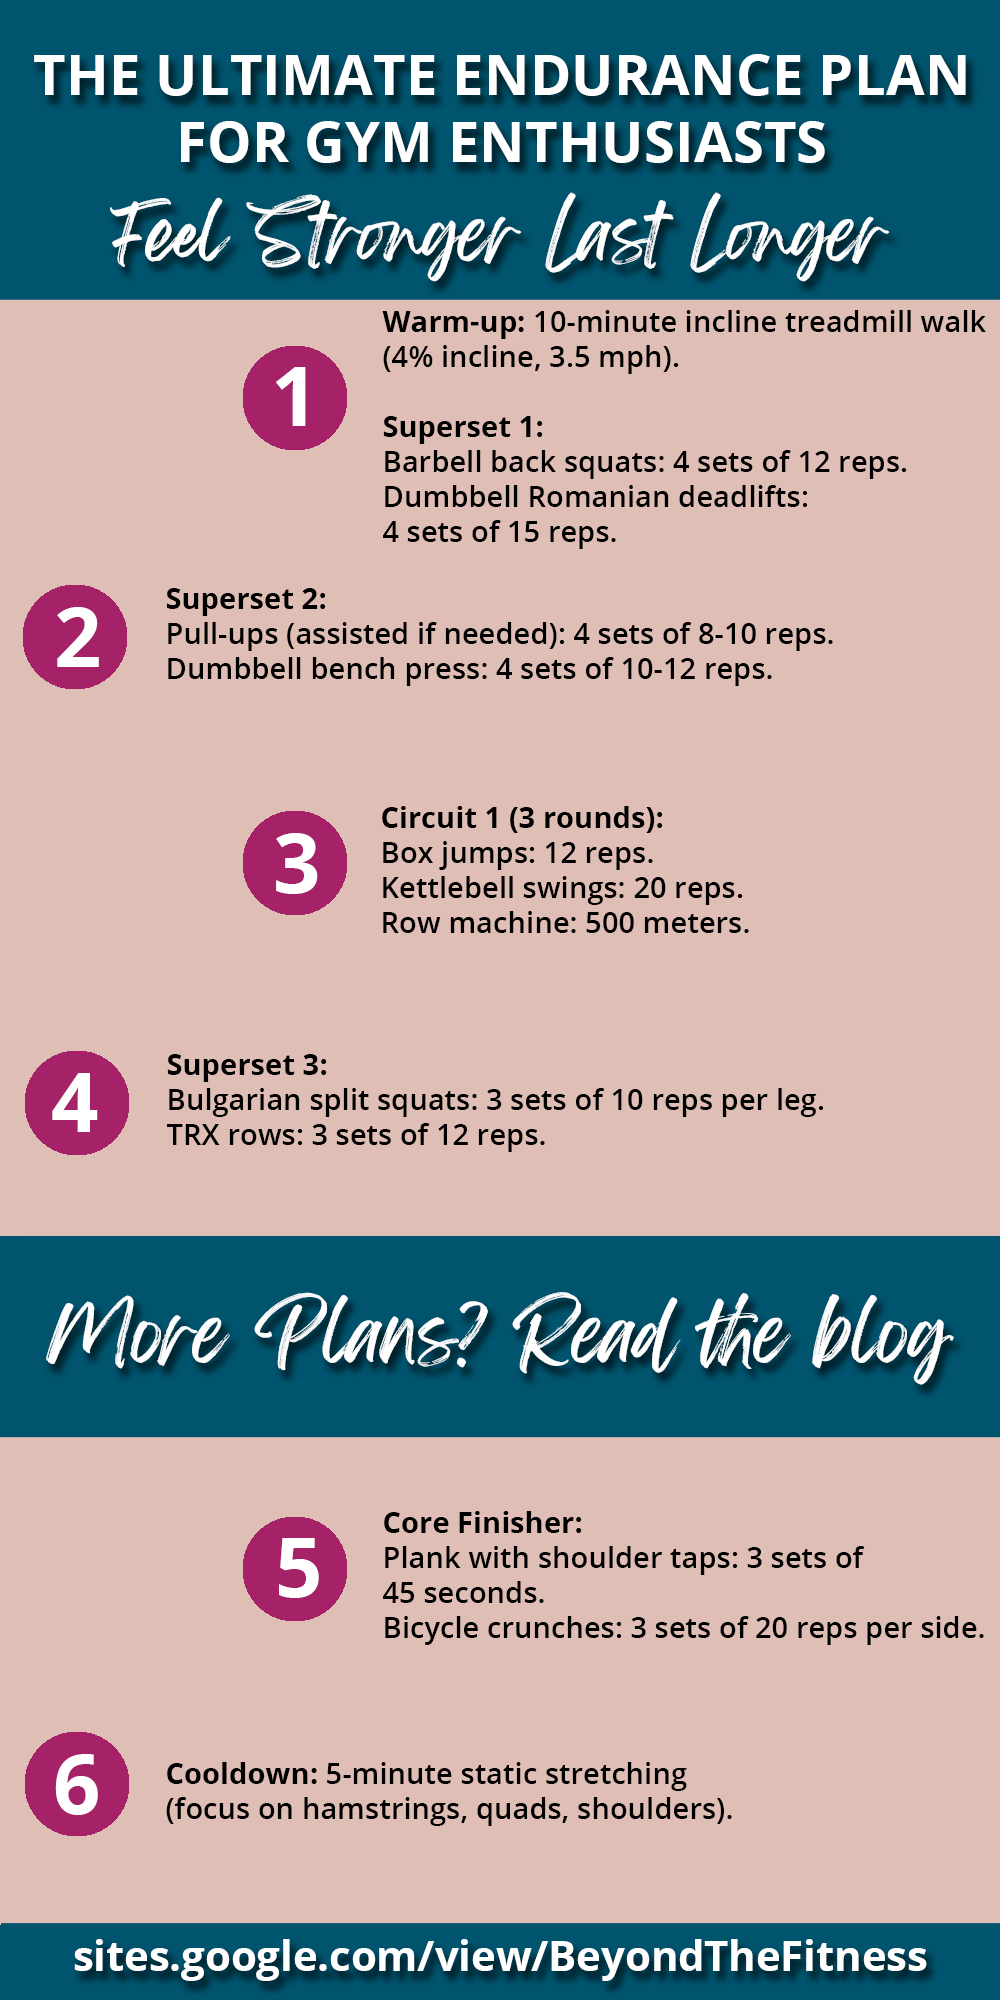 THE ULTIMATE ENDURANCE PLAN
FOR GYM ENTHUSIASTS
Feel Stronger Last Longer
1
Warm-up: 10-minute incline treadmill walk
(4% incline, 3.5 mph).
Superset 1:
Barbell back squats: 4 sets of 12 reps.
Dumbbell Romanian deadlifts:
4 sets of 15 reps.
2
Superset 2:
Pull-ups (assisted if needed): 4 sets of 8-10 reps.
Dumbbell bench press: 4 sets of 10-12 reps.
3
Circuit 1 (3 rounds):
Box jumps: 12 reps.
Kettlebell swings: 20 reps.
Row machine: 500 meters.
4
Superset 3:
Bulgarian split squats: 3 sets of 10 reps per leg.
TRX rows: 3 sets of 12 reps.
More Plans? Read the blog
5
Core Finisher:
Plank with shoulder taps: 3 sets of
45 seconds.
Bicycle crunches: 3 sets of 20 reps per side.
6
Cooldown: 5-minute static stretching
(focus on hamstrings, quads, shoulders).
sites.google.com/view/BeyondTheFitness